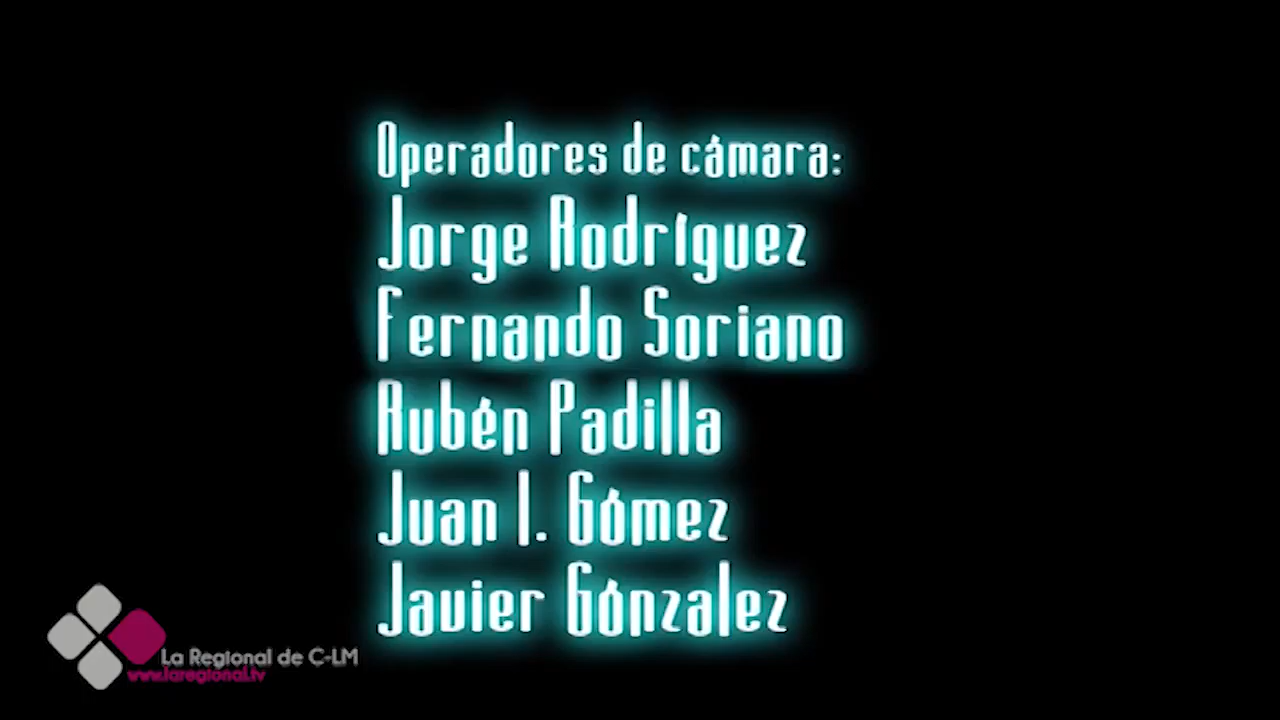 Operadores de cámara:
Jorge Rodríguez
Fernando Soriano
Rubén Padilla
Juan I. Gómez
Javier Gónzalez
La Regional de C-LM
www.laregional.tv